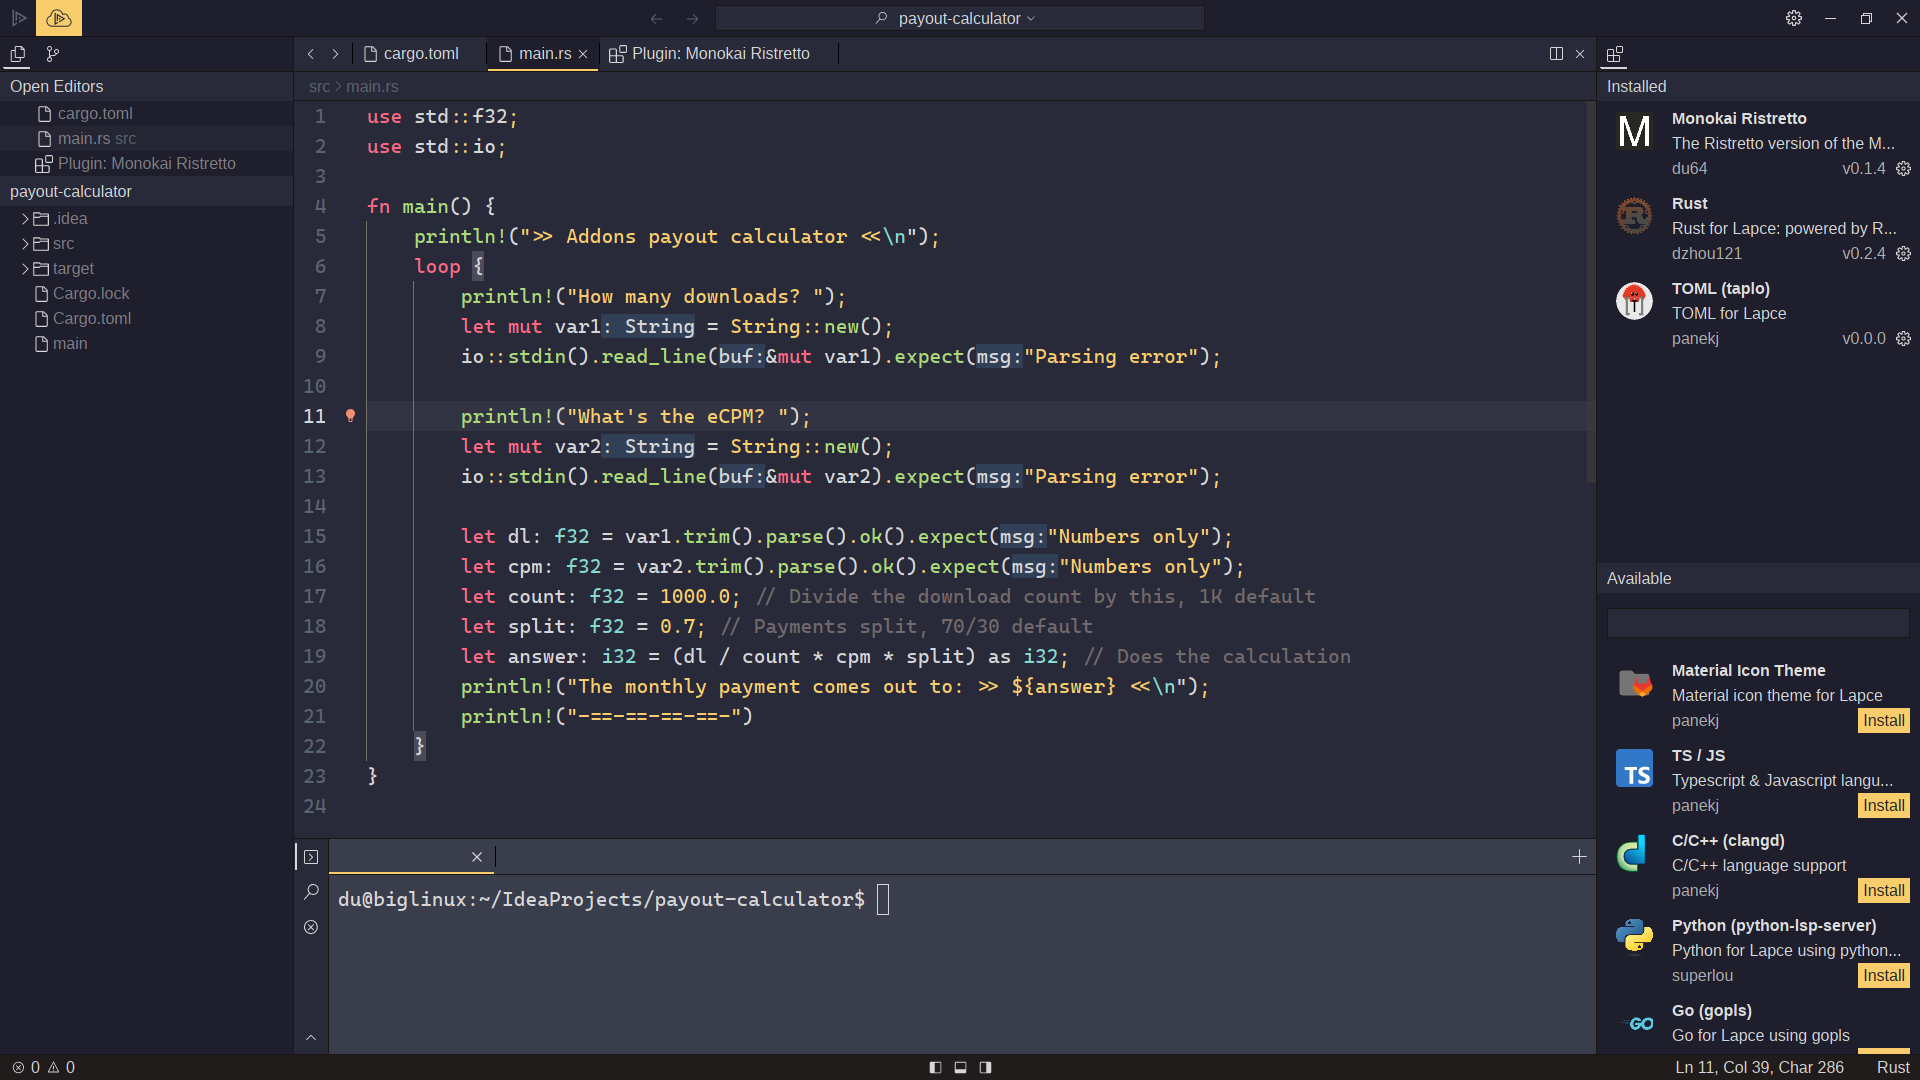 payout-calculator
cargo.toml
main.rs
Plugin: Monokai Ristretto
Open Editors
cargo.toml
main.rs src
Plugin: Monokai Ristretto
payout-calculator
.idea
src
target
Cargo.lock
Cargo.toml
main
src > main.rs
1 use std::f32;
2 use std::io;
3
4 fn main() {
5 println!(">> Addons payout calculator <<\n");
6 loop {
7 println!("How many downloads? ");
8 let mut var1: String = String::new();
9 io::stdin().read_line(buf:&mut var1).expect(msg:"Parsing error");
10
11 println!("What's the eCPM? ");
12 let mut var2: String = String::new();
13 io::stdin().read_line(buf:&mut var2).expect(msg:"Parsing error");
14
15 let dl: f32 = var1.trim().parse().ok().expect(msg:"Numbers only");
16 let cpm: f32 = var2.trim().parse().ok().expect(msg:"Numbers only");
17 let count: f32 = 1000.0; // Divide the download count by this, 1K default
18 let split: f32 = 0.7; // Payments split, 70/30 default
19 let answer: i32 = (dl / count * cpm * split) as i32; // Does the calculation
20 println!("The monthly payment comes out to: >> ${answer} <<\n");
21 println!("-==-==-==-==-")
22 }
23 }
24
du@biglinux:~/IdeaProjects/payout-calculator$
Installed
M
Monokai Ristretto
The Ristretto version of the M...
du64 v0.1.4
R
Rust
Rust for Lapce: powered by R...
dzhou121 v0.2.4
TOML (taplo)
TOML for Lapce
panekj v0.0.0
Available
Material Icon Theme
Material icon theme for Lapce
panekj Install
TS
TS / JS
Typescript & Javascript langu...
panekj Install
C/C++ (clangd)
C/C++ language support
panekj Install
Python (python-lsp-server)
Python for Lapce using python...
superlou Install
GO
Go (gopls)
Go for Lapce using gopls
0 0
Ln 11, Col 39, Char 286 Rust